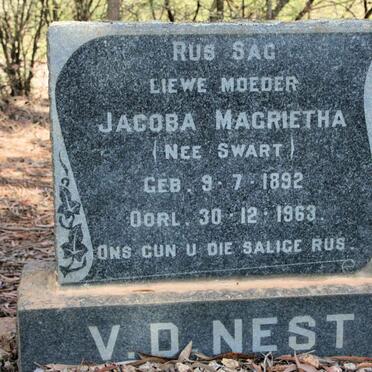 RUS SAG
LIEWE MOEDER
JACOBA MAGRIETHA
(NEE SWART)
GEB. 9-7-1892
OORL. 30-12-1963.
ONS GUN U DIE SALIGE RUS.
V.D. NEST